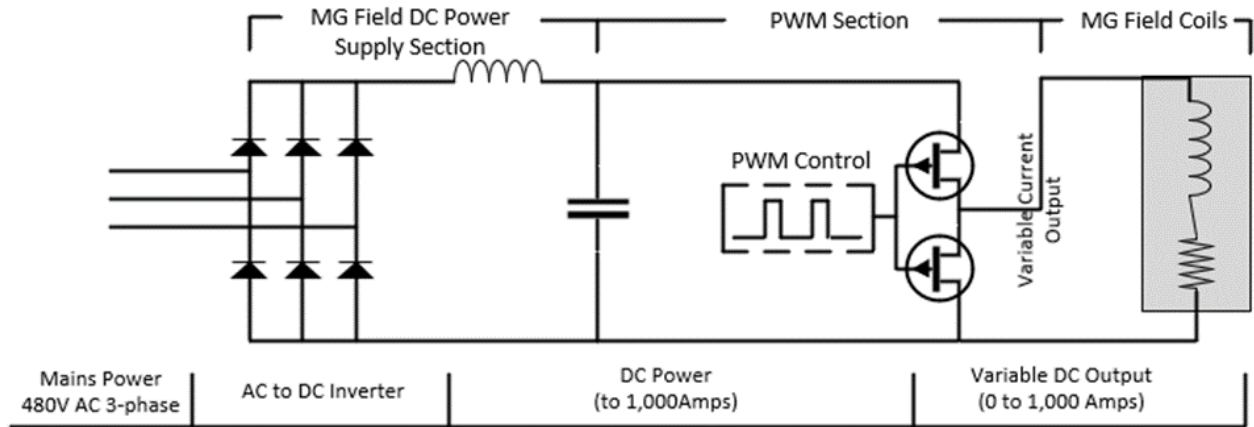 MG Field DC Power
Supply Section
PWM Section
MG Field Coils
PWM Control
Variable Current
Output
Mains Power
480V AC 3-phase
AC to DC Inverter
DC Power
(to 1,000Amps)
Variable DC Output
(0 to 1,000 Amps)